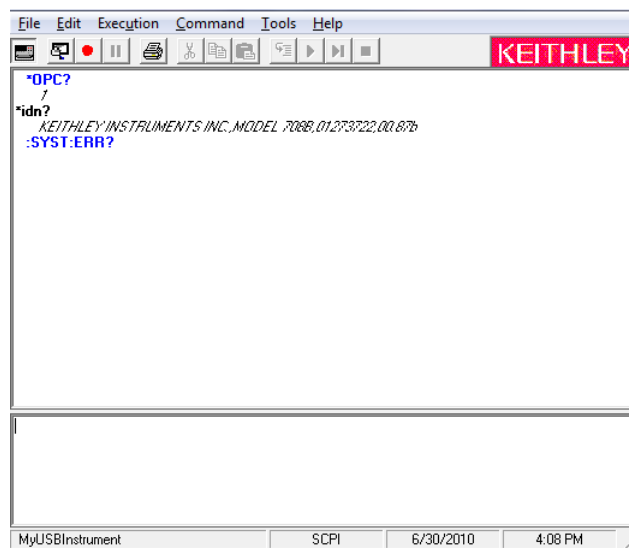 File Edit Execution Command Tools Help
KEITHLEY
*OPC?
1
*idn?
KEITHLEY INSTRUMENTS INC.,MODEL 708B,01273722,00.87b
:SYST:ERR?
MyUSBInstrument SCPI 6/30/2010 4:08 PM